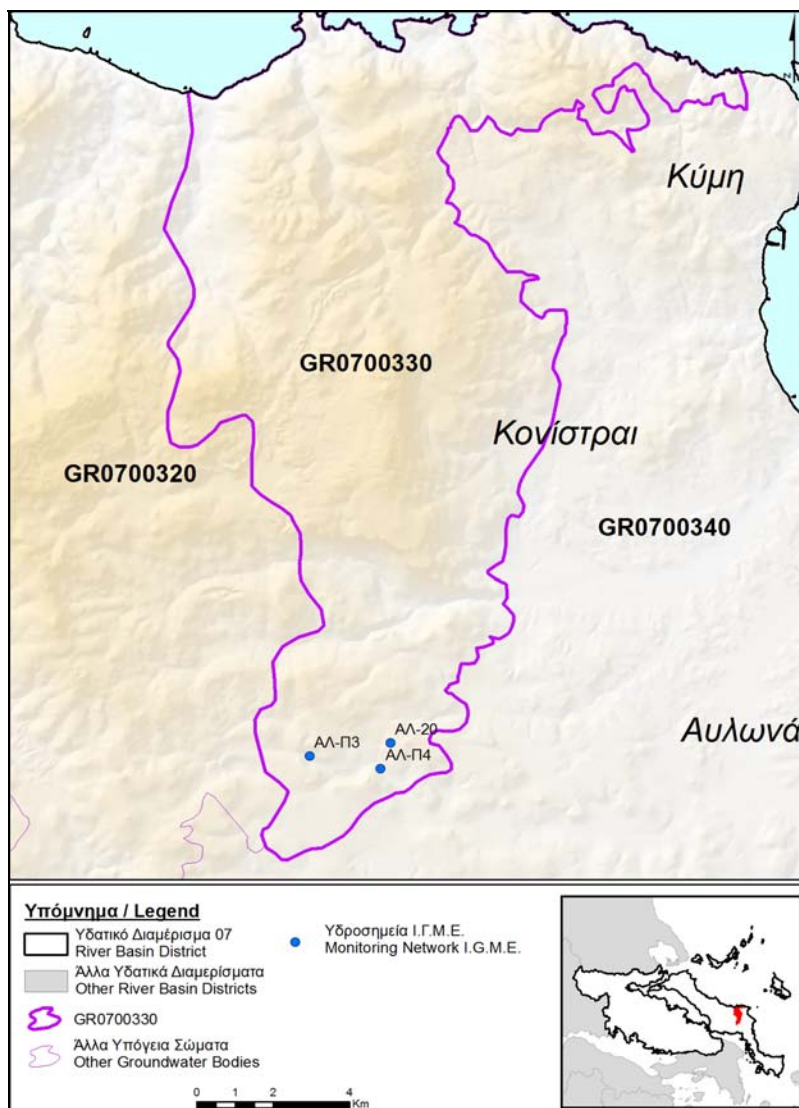 N
Κύμη
GR0700330
Κονίστραι
GR0700320
GR0700340
Αυλωνά
ΑΛ-20
ΑΛ-Π3
ΑΛ-Π4
Υπόμνημα / Legend
Υδατικό Διαμέρισμα 07
River Basin District
Άλλα Υδατικά Διαμερίσματα
Other River Basin Districts
GR0700330
Άλλα Υπόγεια Σώματα
Other Groundwater Bodies
Υδροσημεία Ι.Γ.Μ.Ε.
Monitoring Network I.G.M.E.
0 1 2 4
Km